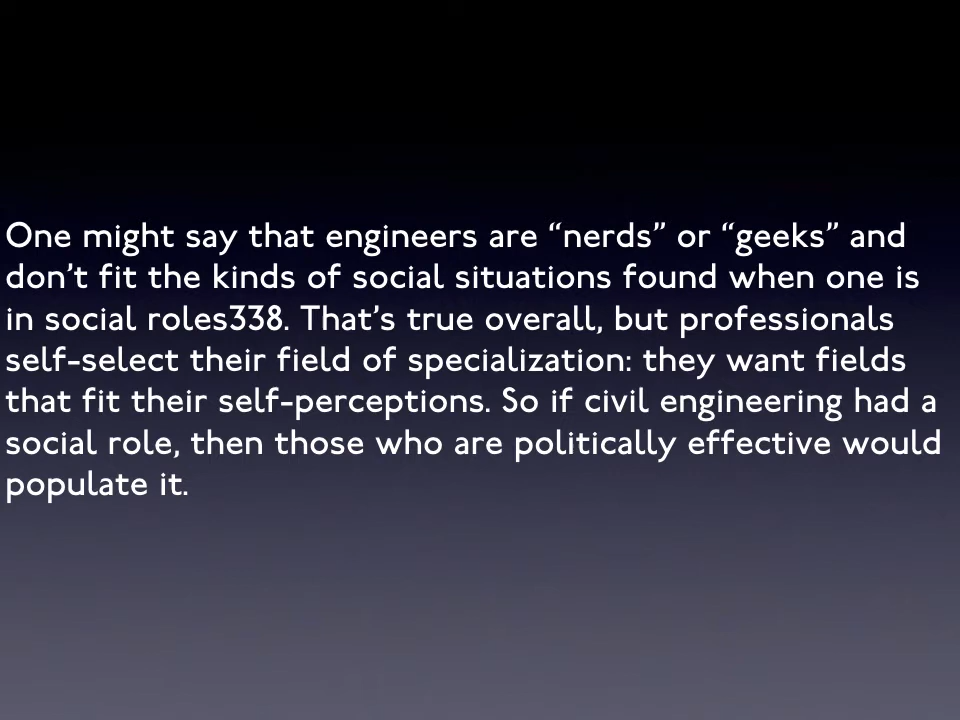 One might say that engineers are “nerds” or “geeks” and
don’t fit the kinds of social situations found when one is
in social roles338. That’s true overall, but professionals
self-select their field of specialization: they want fields
that fit their self-perceptions. So if civil engineering had a
social role, then those who are politically effective would
populate it.